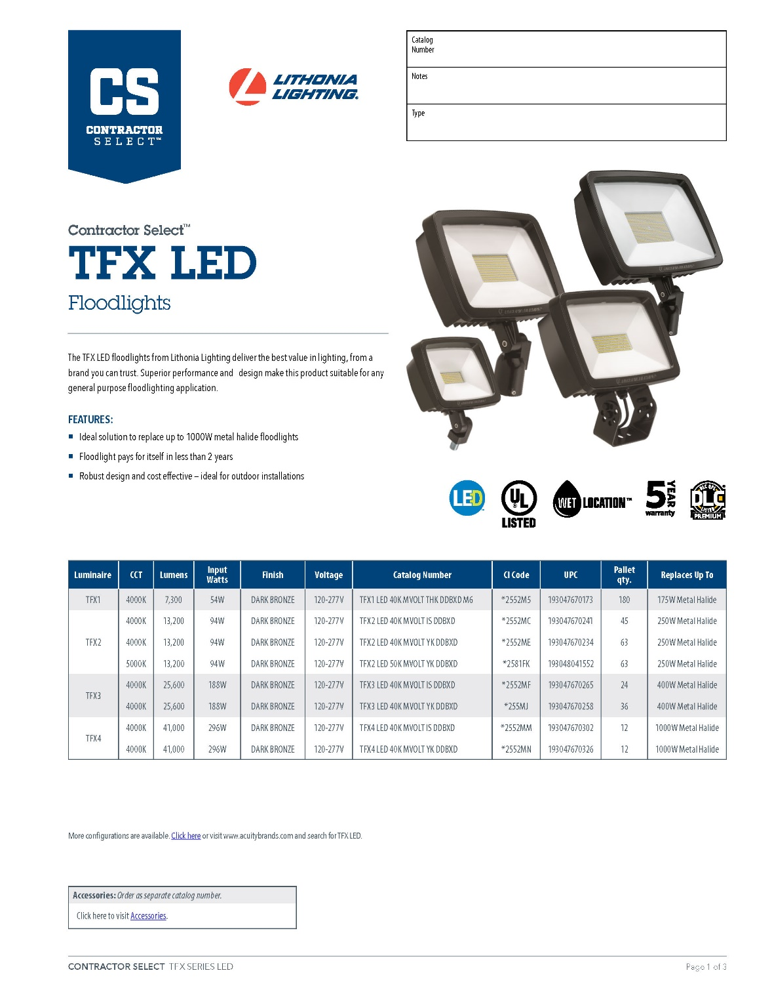 CS
CONTRACTOR
SELECT™
LITHONIA
LIGHTING®
Catalog
Number
Notes
Type
Contractor Select™
TFX LED
Floodlights
The TFX LED floodlights from Lithonia Lighting deliver the best value in lighting, from a
brand you can trust. Superior performance and design make this product suitable for any
general purpose floodlighting application.
FEATURES:
■ Ideal solution to replace up to 1000W metal halide floodlights
■ Floodlight pays for itself in less than 2 years
■ Robust design and cost effective – ideal for outdoor installations
LED
UL
LISTED
WET LOCATION™
5 YEAR
warranty
DLC
PREMIUM
Luminaire CCT Lumens Input Watts Finish Voltage Catalog Number CI Code UPC Pallet qty. Replaces Up To
TFX1 4000K 7,300 54W DARK BRONZE 120-277V TFX1 LED 40K MVOLT THK DDBXD M6 *2552M5 193047670173 180 175W Metal Halide
4000K 13,200 94W DARK BRONZE 120-277V TFX2 LED 40K MVOLT IS DDBXD *2552MC 193047670241 45 250W Metal Halide
TFX2 4000K 13,200 94W DARK BRONZE 120-277V TFX2 LED 40K MVOLT YK DDBXD *2552ME 193047670234 63 250W Metal Halide
5000K 13,200 94W DARK BRONZE 120-277V TFX2 LED 50K MVOLT YK DDBXD *2581FK 193048041552 63 250W Metal Halide
TFX3
4000K 25,600 188W DARK BRONZE 120-277V TFX3 LED 40K MVOLT IS DDBXD *2552MF 193047670265 24 400W Metal Halide
4000K 25,600 188W DARK BRONZE 120-277V TFX3 LED 40K MVOLT YK DDBXD *255MJ 193047670258 36 400W Metal Halide
TFX4
4000K 41,000 296W DARK BRONZE 120-277V TFX4 LED 40K MVOLT IS DDBXD *2552MM 193047670302 12 1000W Metal Halide
4000K 41,000 296W DARK BRONZE 120-277V TFX4 LED 40K MVOLT YK DDBXD *2552MN 193047670326 12 1000W Metal Halide
More configurations are available. Click here or visit www.acuitybrands.com and search for TFX LED.
Accessories: Order as separate catalog number.
Click here to visit Accessories.
CONTRACTOR SELECT TFX SERIES LED
Page 1 of 3